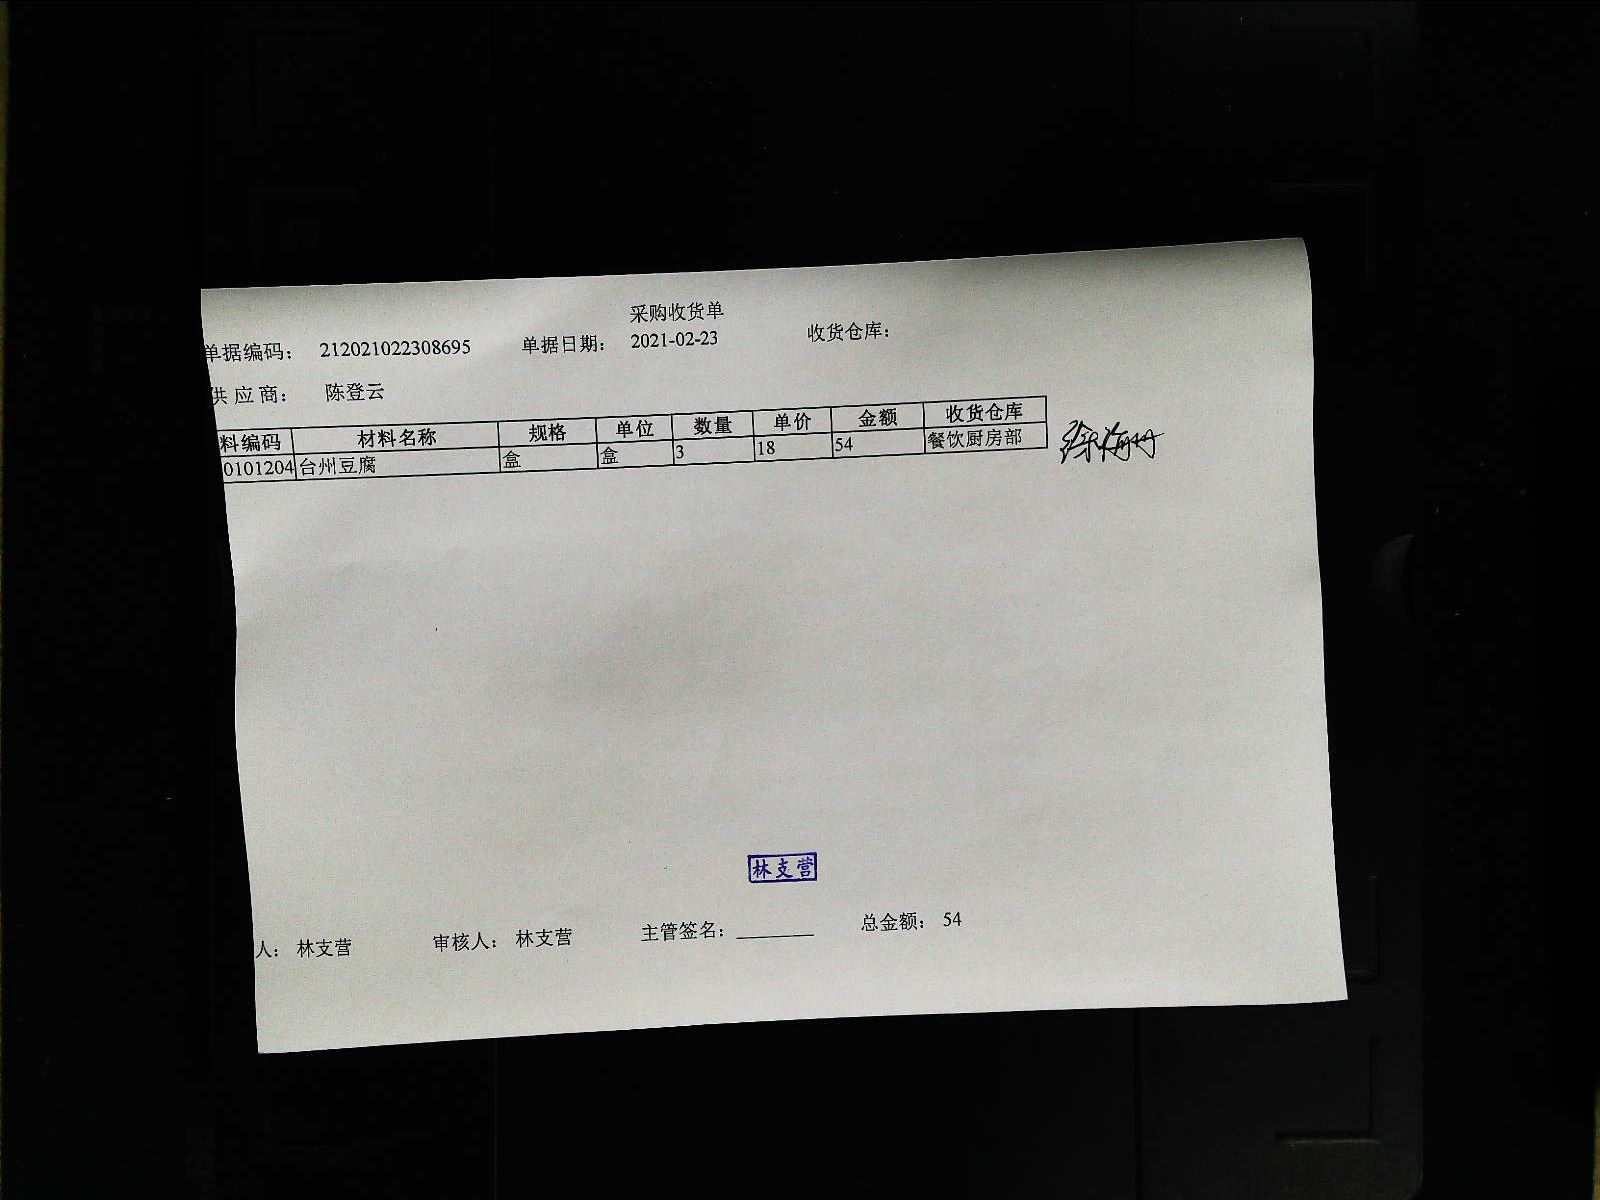 采购收货单
单据编码： 212021022308695 单据日期： 2021-02-23 收货仓库：
供应商： 陈登云
料编码 材料名称 规格 单位 数量 单价 金额 收货仓库
0101204 台州豆腐 盒 盒 3 18 54 餐饮厨房部
林支营
人： 林支营 审核人： 林支营 主管签名： 总金额： 54